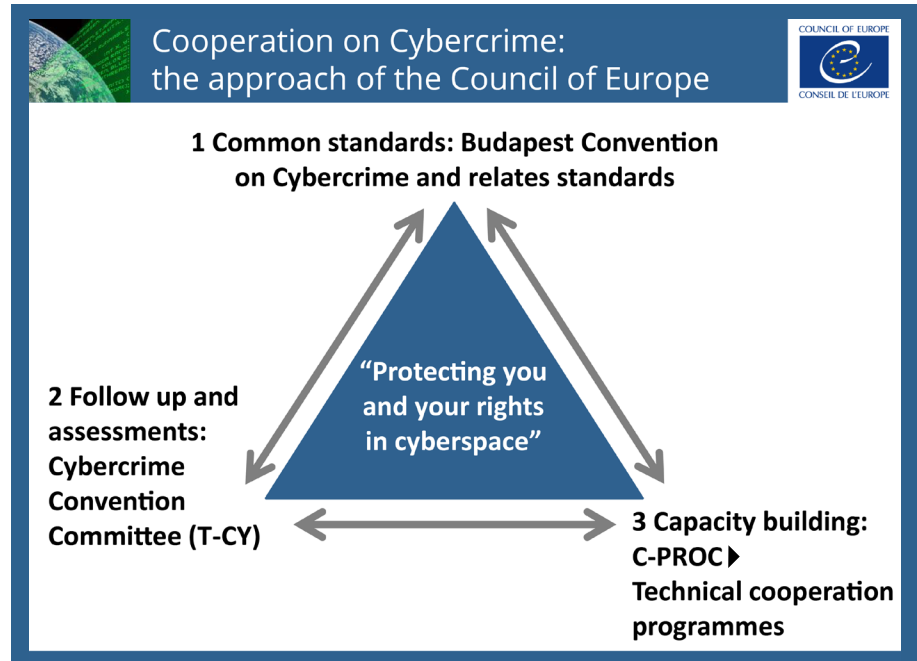 Cooperation on Cybercrime:
the approach of the Council of Europe
COUNCIL OF EUROPE
CONSEIL DE L'EUROPE
1 Common standards: Budapest Convention
on Cybercrime and relates standards
“Protecting you
and your rights
in cyberspace”
2 Follow up and
assessments:
Cybercrime
Convention
Committee (T-CY)
3 Capacity building:
C-PROC
Technical cooperation
programmes